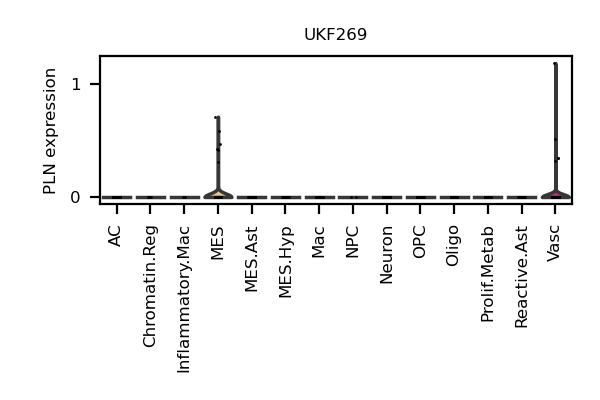 UKF269
PLN expression
1
0
AC
Chromatin.Reg
Inflammatory.Mac
MES
MES.Ast
MES.Hyp
Mac
NPC
Neuron
OPC
Oligo
Prolif.Metab
Reactive.Ast
Vasc